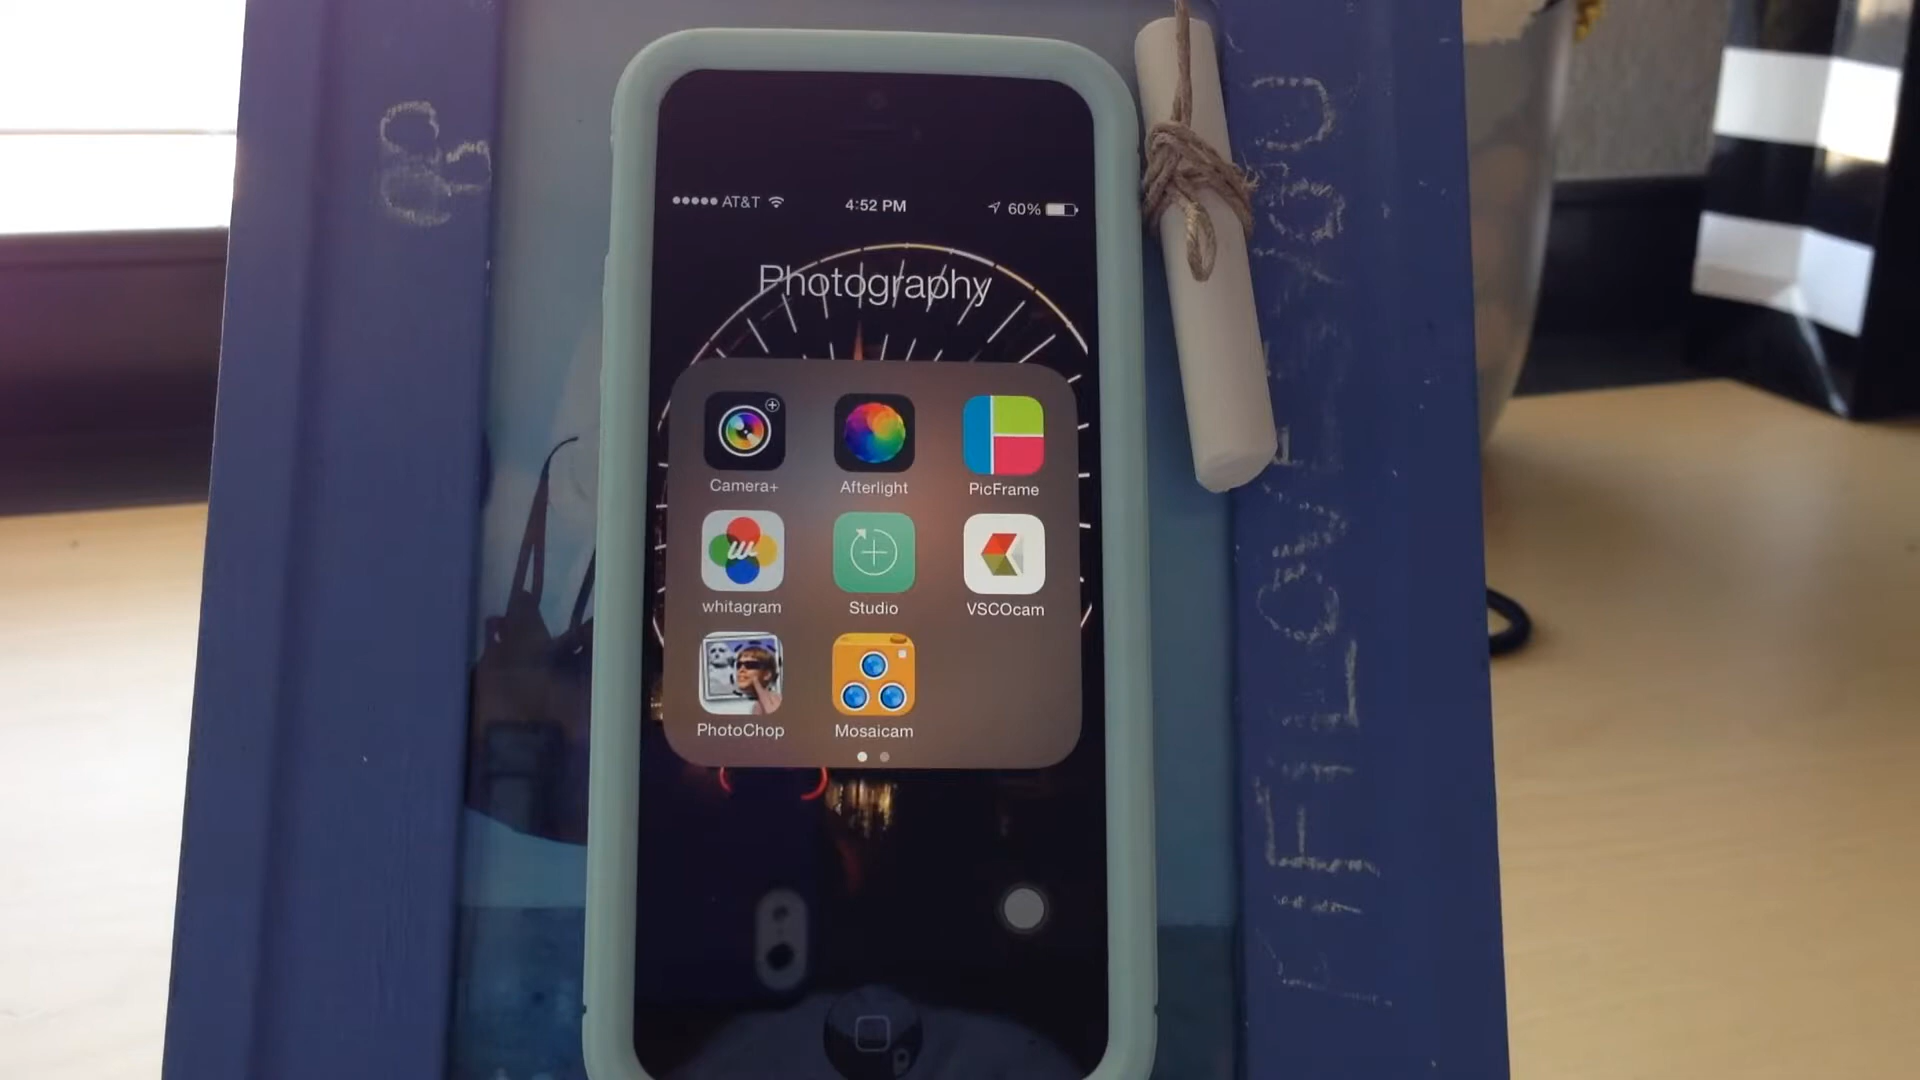 AT&T 4:52 PM 60%
Photography
Camera+ Afterlight PicFrame
whitagram Studio VSCOcam
PhotoChop Mosaicam